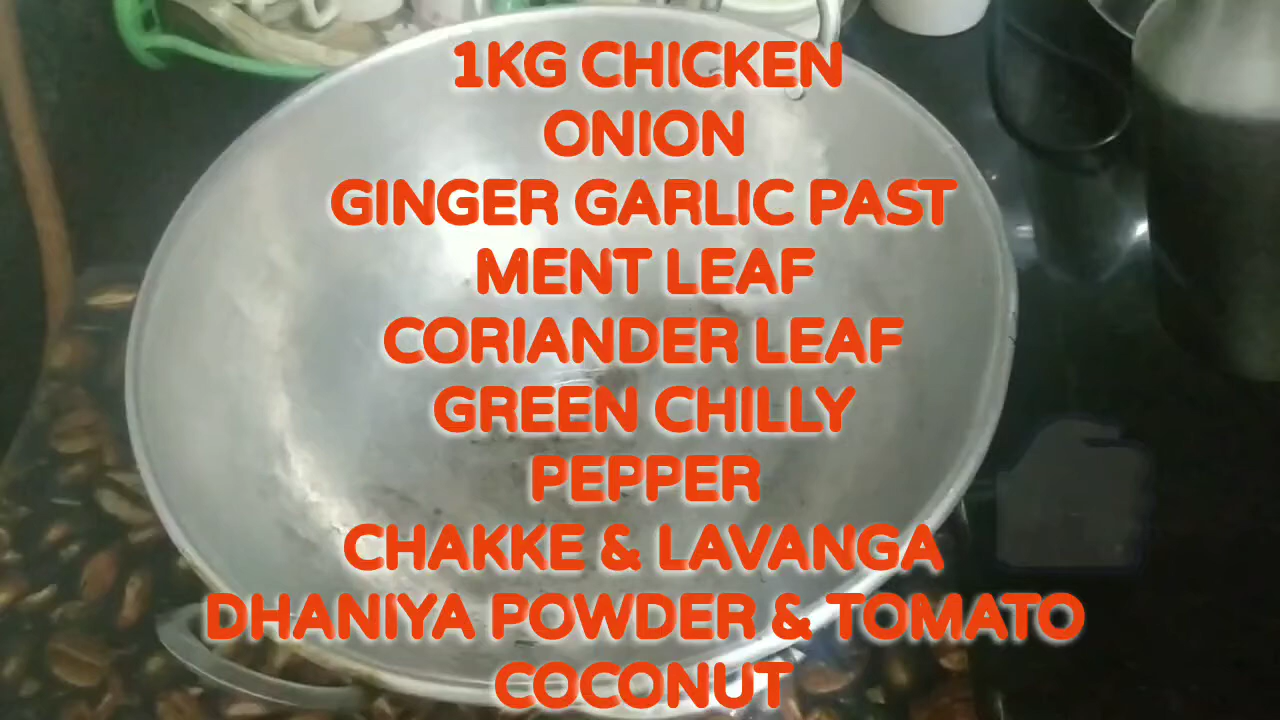 1KG CHICKEN
ONION
GINGER GARLIC PAST
MENT LEAF
CORIANDER LEAF
GREEN CHILLY
PEPPER
CHAKKE & LAVANGA
DHANIYA POWDER & TOMATO
COCONUT